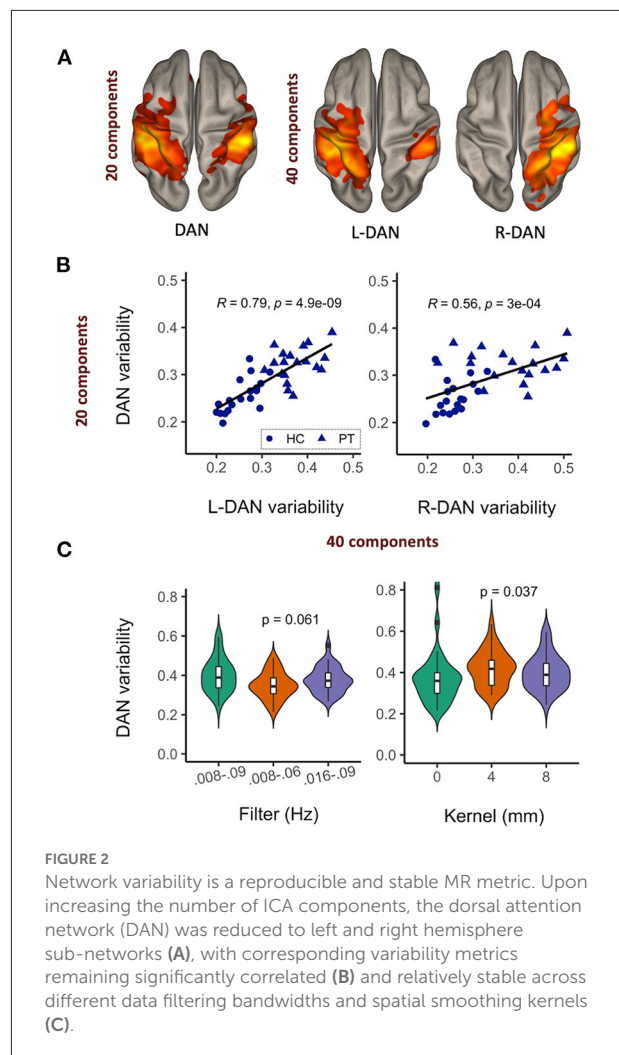 A
20 components
40 components
DAN
L-DAN
R-DAN
B
20 components
DAN variability
0.5
0.4
0.3
0.2
R = 0.79, p = 4.9e-09
HC
PT
0.2 0.3 0.4 0.5
L-DAN variability
0.5
0.4
0.3
0.2
R = 0.56, p = 3e-04
0.2 0.3 0.4 0.5
R-DAN variability
40 components
C
DAN variability
0.8
0.6
0.4
0.2
0.0
p = 0.061
.008-.09 .008-.06 .016-.09
Filter (Hz)
0.8
0.6
0.4
0.2
0.0
p = 0.037
0 4 8
Kernel (mm)
FIGURE 2
Network variability is a reproducible and stable MR metric. Upon
increasing the number of ICA components, the dorsal attention
network (DAN) was reduced to left and right hemisphere
sub-networks (A), with corresponding variability metrics
remaining significantly correlated (B) and relatively stable across
different data filtering bandwidths and spatial smoothing kernels
(C).